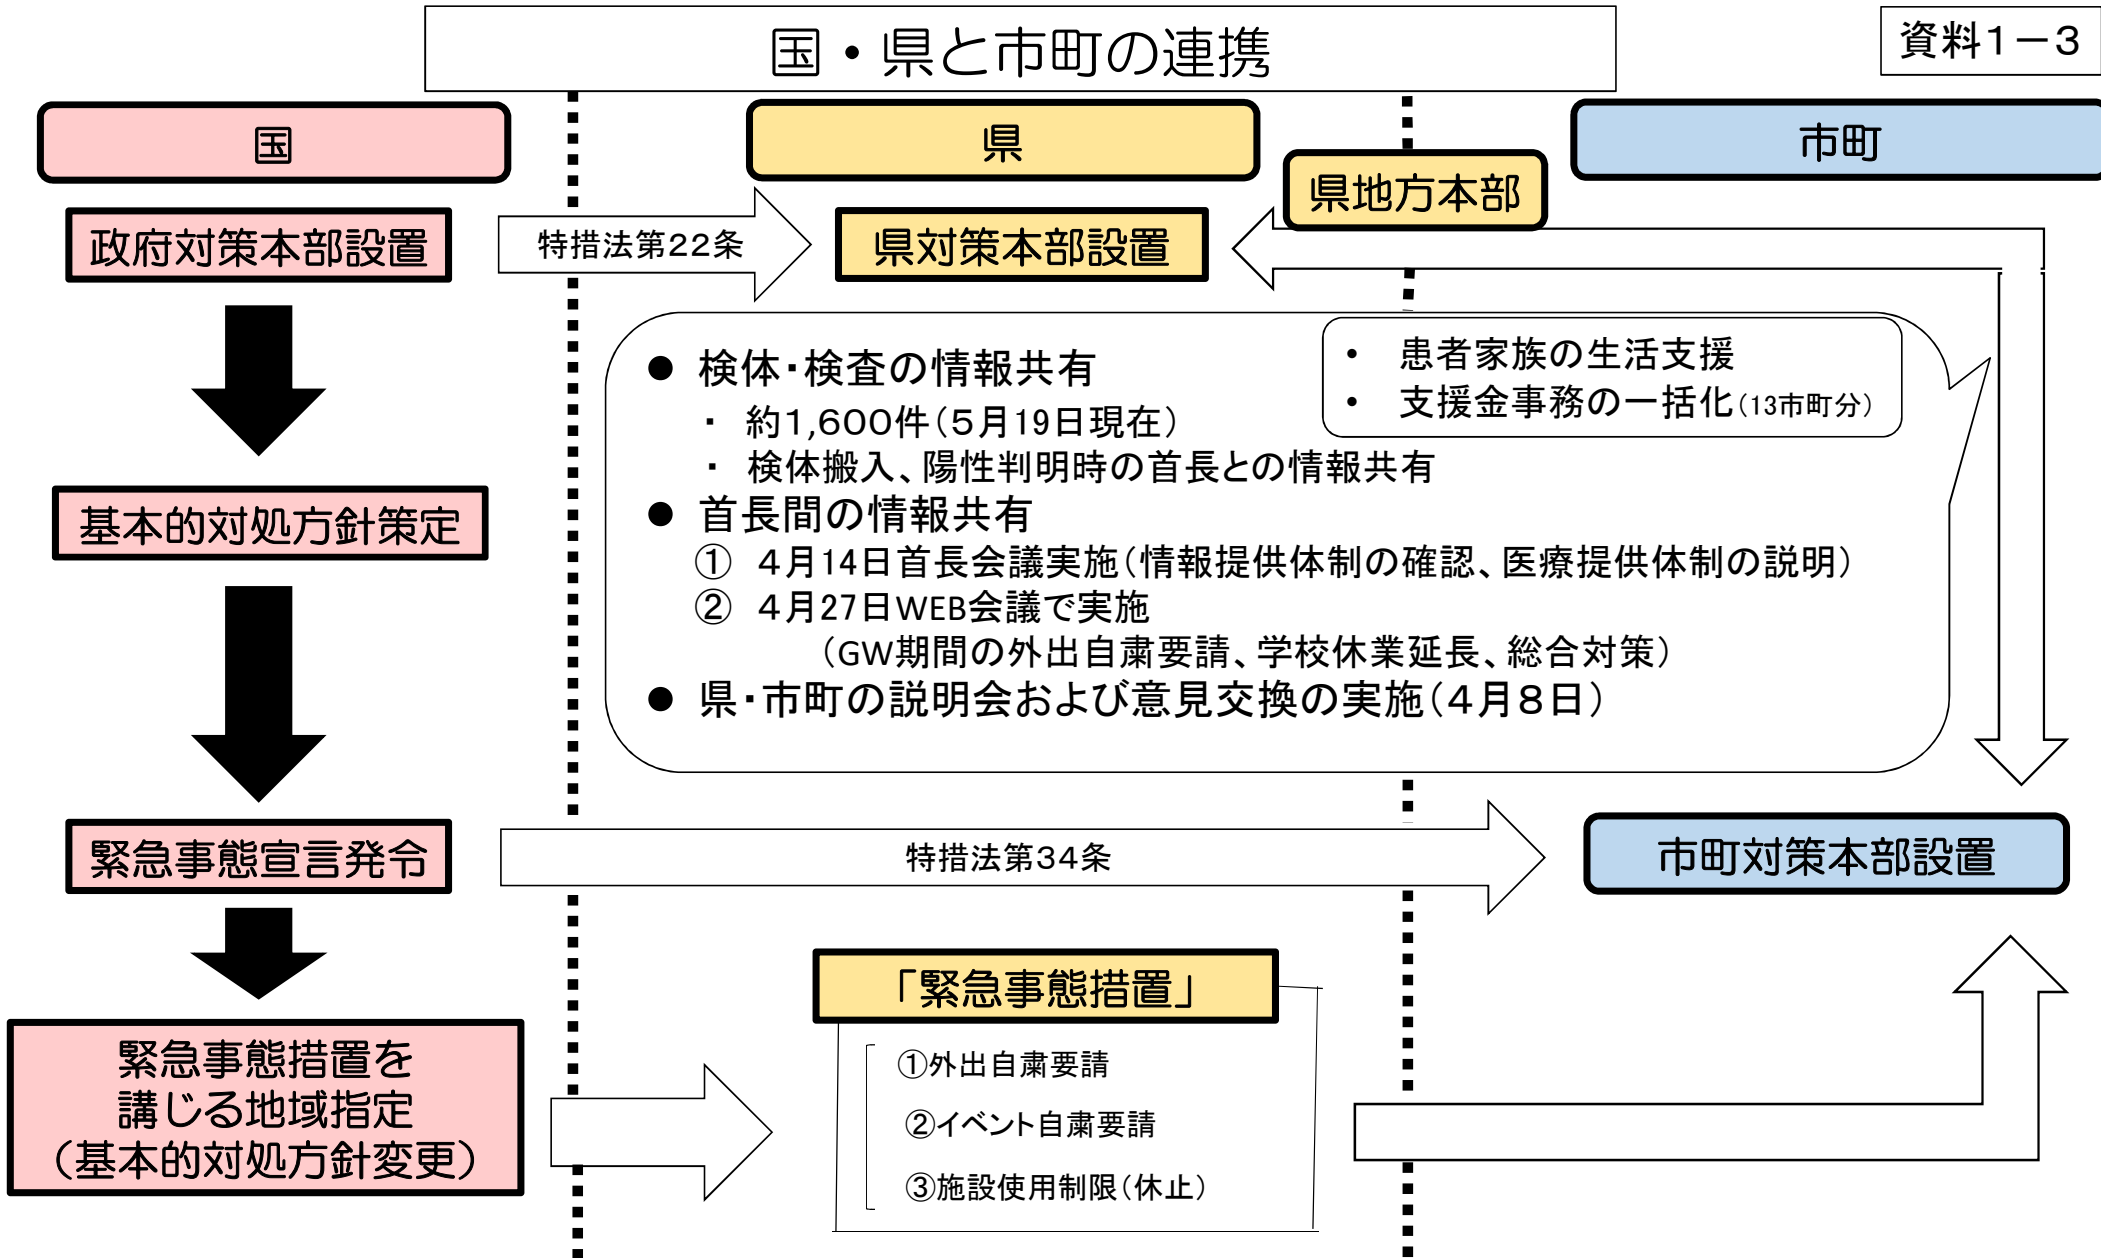 国・県と市町の連携
資料1－3
国
県
市町
県地方本部
政府対策本部設置
特措法第22条
県対策本部設置
● 検体・検査の情報共有
・ 約1,600件（5月19日現在）
・ 検体搬入、陽性判明時の首長との情報共有
• 患者家族の生活支援
• 支援金事務の一括化（13市町分）
● 首長間の情報共有
① 4月14日首長会議実施（情報提供体制の確認、医療提供体制の説明）
② 4月27日WEB会議で実施
（GW期間の外出自粛要請、学校休業延長、総合対策）
● 県・市町の説明会および意見交換の実施（4月8日）
基本的対処方針策定
緊急事態宣言発令
特措法第34条
市町対策本部設置
緊急事態措置を
講じる地域指定
（基本的対処方針変更）
「緊急事態措置」
①外出自粛要請
②イベント自粛要請
③施設使用制限（休止）